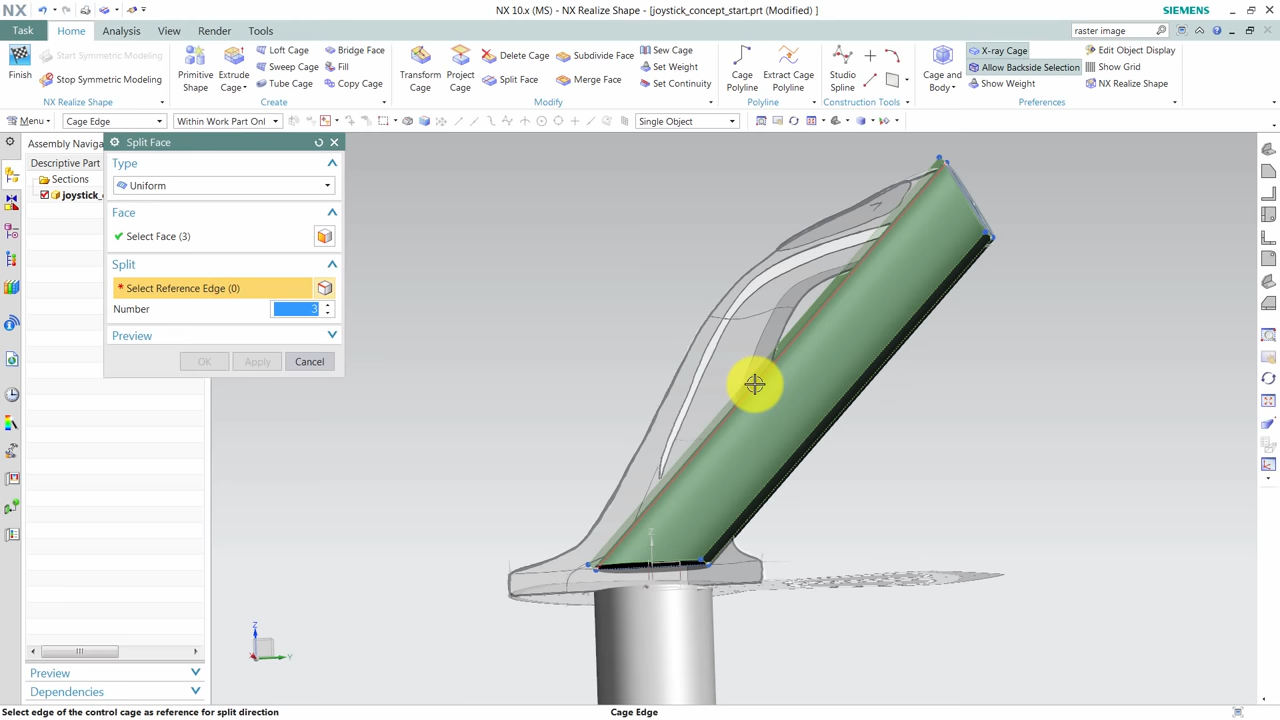 NX
Window
NX 10.x (MS) - NX Realize Shape - [joystick_concept_start.prt (Modified) ]
SIEMENS
Task
Home
Analysis
View
Render
Tools
raster image
Finish
Start Symmetric Modeling
Stop Symmetric Modeling
NX Realize Shape
Primitive Shape
Extrude Cage
Loft Cage
Sweep Cage
Tube Cage
Bridge Face
Fill
Copy Cage
Create
Transform Cage
Project Cage
Delete Cage
Split Face
Subdivide Face
Merge Face
Sew Cage
Set Weight
Set Continuity
Modify
Cage Polyline
Extract Cage Polyline
Polyline
Studio Spline
Construction Tools
Cage and Body
X-ray Cage
Allow Backside Selection
Show Weight
Edit Object Display
Show Grid
NX Realize Shape
Preferences
Menu
Cage Edge
Within Work Part Only
Single Object
Assembly Naviga
Descriptive Part
Sections
joystick_
Split Face
Type
Uniform
Face
Select Face (3)
Split
* Select Reference Edge (0)
Number
3
Preview
OK
Apply
Cancel
Z
Z
Y
X
Preview
Dependencies
Select edge of the control cage as reference for split direction
Cage Edge